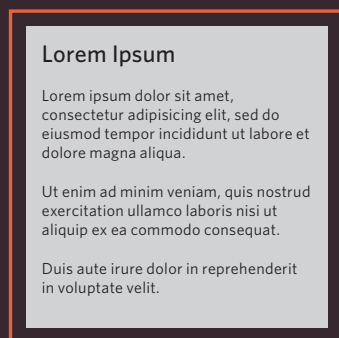 Lorem Ipsum
Lorem ipsum dolor sit amet,
consectetur adipisicing elit, sed do
eiusmod tempor incididunt ut labore et
dolore magna aliqua.
Ut enim ad minim veniam, quis nostrud
exercitation ullamco laboris nisi ut
aliquip ex ea commodo consequat.
Duis aute irure dolor in reprehenderit
in voluptate velit.